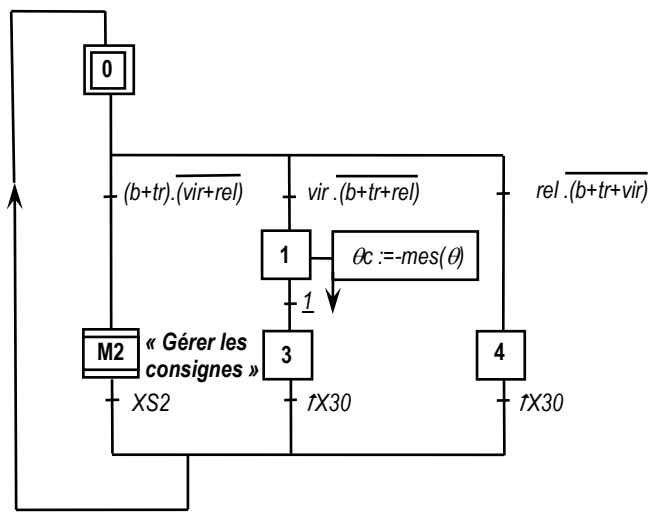 0
(b+tr).(vir+rel)
vir .(b+tr+rel)
rel .(b+tr+vir)
1
θc :=-mes(θ)
1
M2
« Gérer les
consignes »
3
4
XS2
↑X30
↑X30